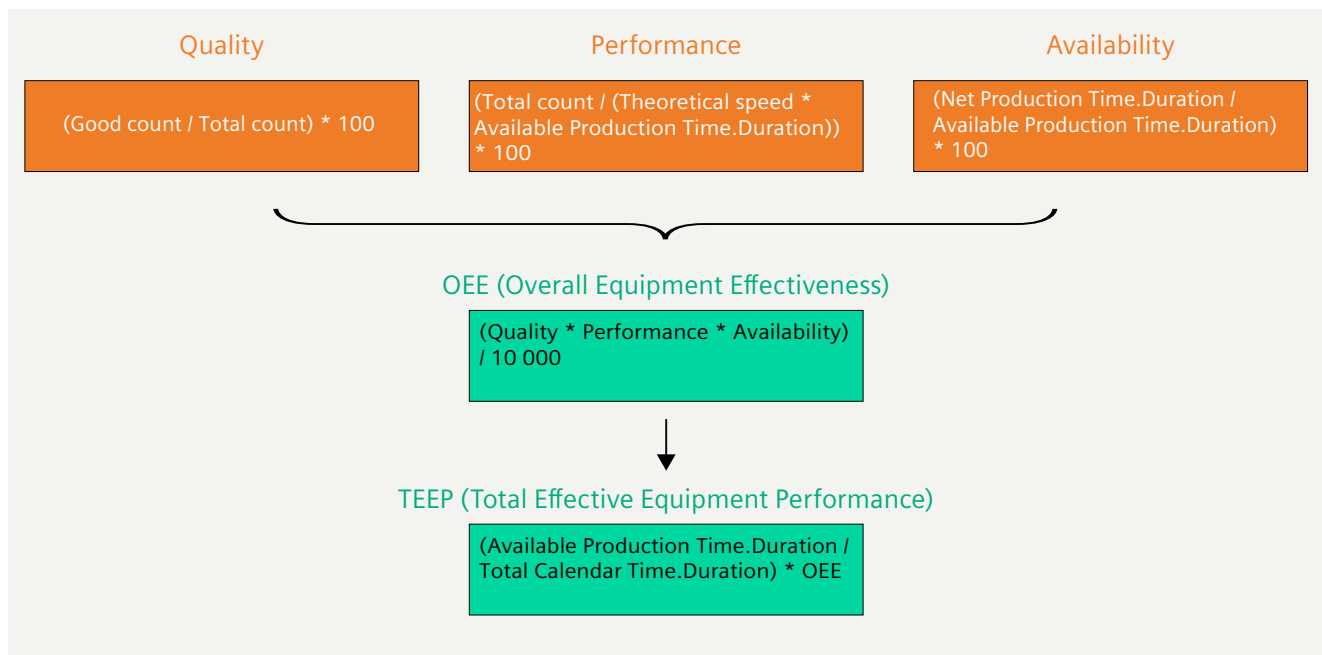 Quality
Performance
Availability
(Good count / Total count) * 100
(Total count / (Theoretical speed *
Available Production Time.Duration))
* 100
(Net Production Time.Duration /
Available Production Time.Duration)
* 100
OEE (Overall Equipment Effectiveness)
(Quality * Performance * Availability)
/ 10 000
TEEP (Total Effective Equipment Performance)
(Available Production Time.Duration /
Total Calendar Time.Duration) * OEE